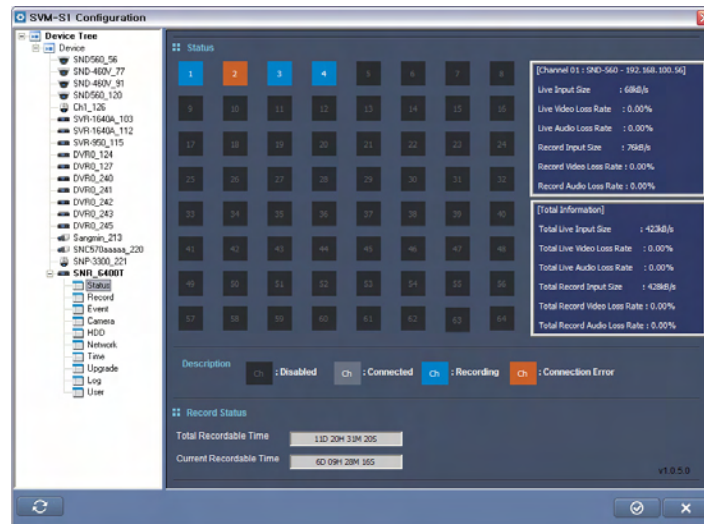 SVM-S1 Configuration
Device Tree
Device
SND560_56
SND-460V_77
SND-460V_91
SND560_120
Ch1_126
SVR-1640A_103
SVR-1640A_112
SVR-950_115
DVR0_124
DVR0_127
DVR0_240
DVR0_241
DVR0_242
DVR0_243
DVR0_245
Sangmin_213
SNC570aaaaa_220
SNP-3300_221
SNR_6400T
Status
Record
Event
Camera
HDD
Network
Time
Upgrade
Log
User
Status
1 2 3 4 5 6 7 8
9 10 11 12 13 14 15 16
17 18 19 20 21 22 23 24
25 26 27 28 29 30 31 32
33 34 35 36 37 38 39 40
41 42 43 44 45 46 47 48
49 50 51 52 53 54 55 56
57 58 59 60 61 62 63 64
[Channel 01 : SND-560 - 192.168.100.56]
Live Input Size : 68kB/s
Live Video Loss Rate : 0.00%
Live Audio Loss Rate : 0.00%
Record Input Size : 76kB/s
Record Video Loss Rate : 0.00%
Record Audio Loss Rate : 0.00%
[Total Information]
Total Live Input Size : 423kB/s
Total Live Video Loss Rate : 0.00%
Total Live Audio Loss Rate : 0.00%
Total Record Input Size : 428kB/s
Total Record Video Loss Rate : 0.00%
Total Record Audio Loss Rate : 0.00%
Description
Ch : Disabled Ch : Connected Ch : Recording Ch : Connection Error
Record Status
Total Recordable Time 11D 20H 31M 20S
Current Recordable Time 6D 09H 28M 16S
v1.0.5.0